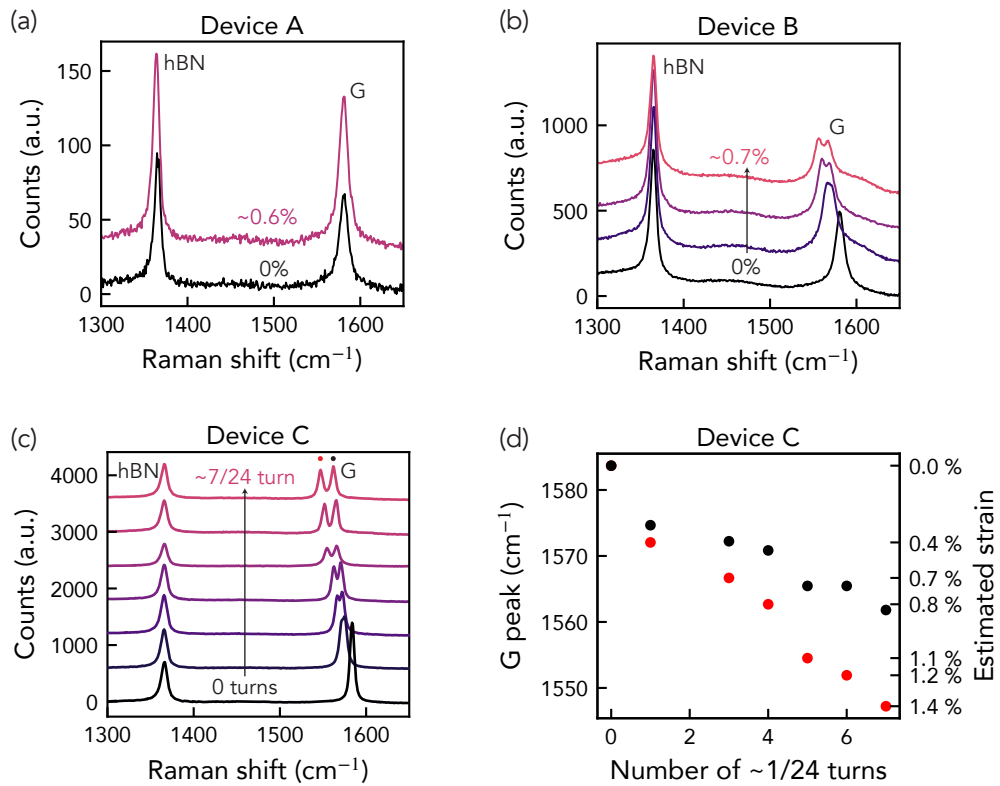 (a)
Device A
hBN
G
~0.6%
0%
150
100
50
0
1300
1400
1500
1600
Counts (a.u.)
Raman shift (cm⁻¹)
(b)
Device B
hBN
G
~0.7%
0%
1000
500
0
1300
1400
1500
1600
Counts (a.u.)
Raman shift (cm⁻¹)
(c)
Device C
hBN
~7/24 turn
G
0 turns
4000
3000
2000
1000
0
1300
1400
1500
1600
Counts (a.u.)
Raman shift (cm⁻¹)
(d)
Device C
1580
1570
1560
1550
G peak (cm⁻¹)
0
2
4
6
Number of ~1/24 turns
0.0 %
0.4 %
0.7 %
0.8 %
1.1 %
1.2 %
1.4 %
Estimated strain